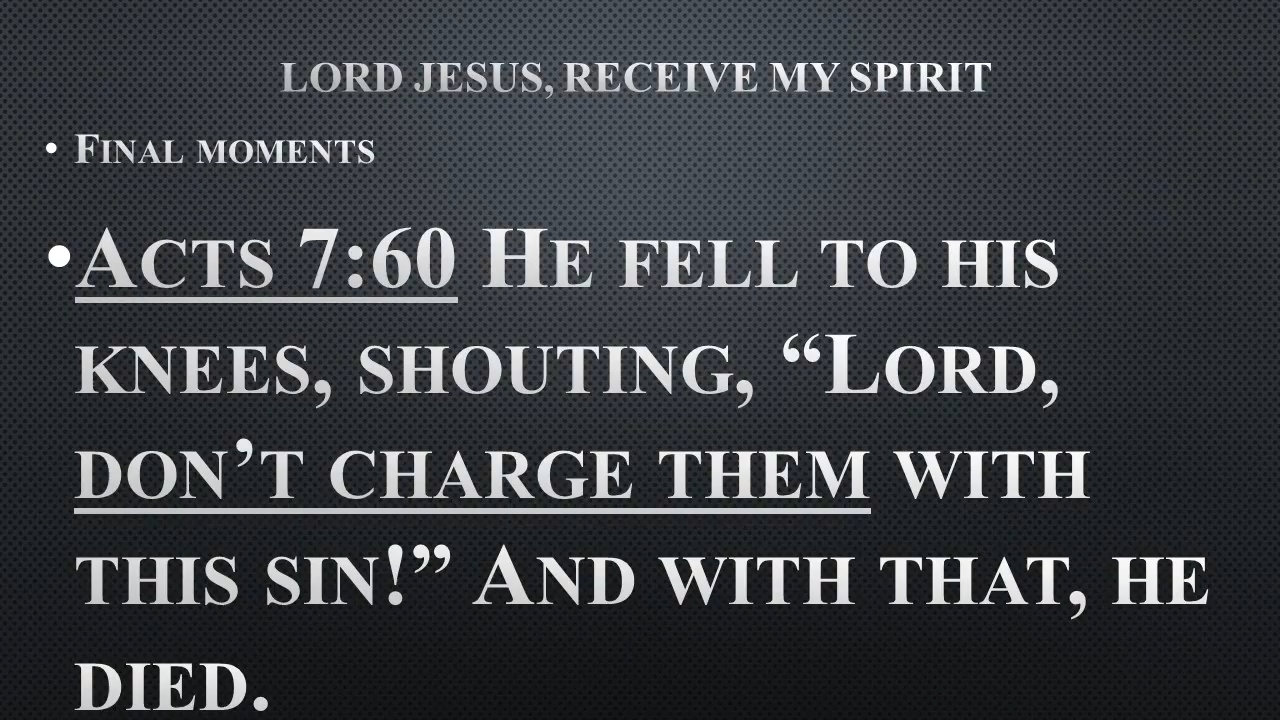 LORD JESUS, RECEIVE MY SPIRIT
• Final moments
• Acts 7:60 He fell to his
knees, shouting, “Lord,
don’t charge them with
this sin!” And with that, he
died.